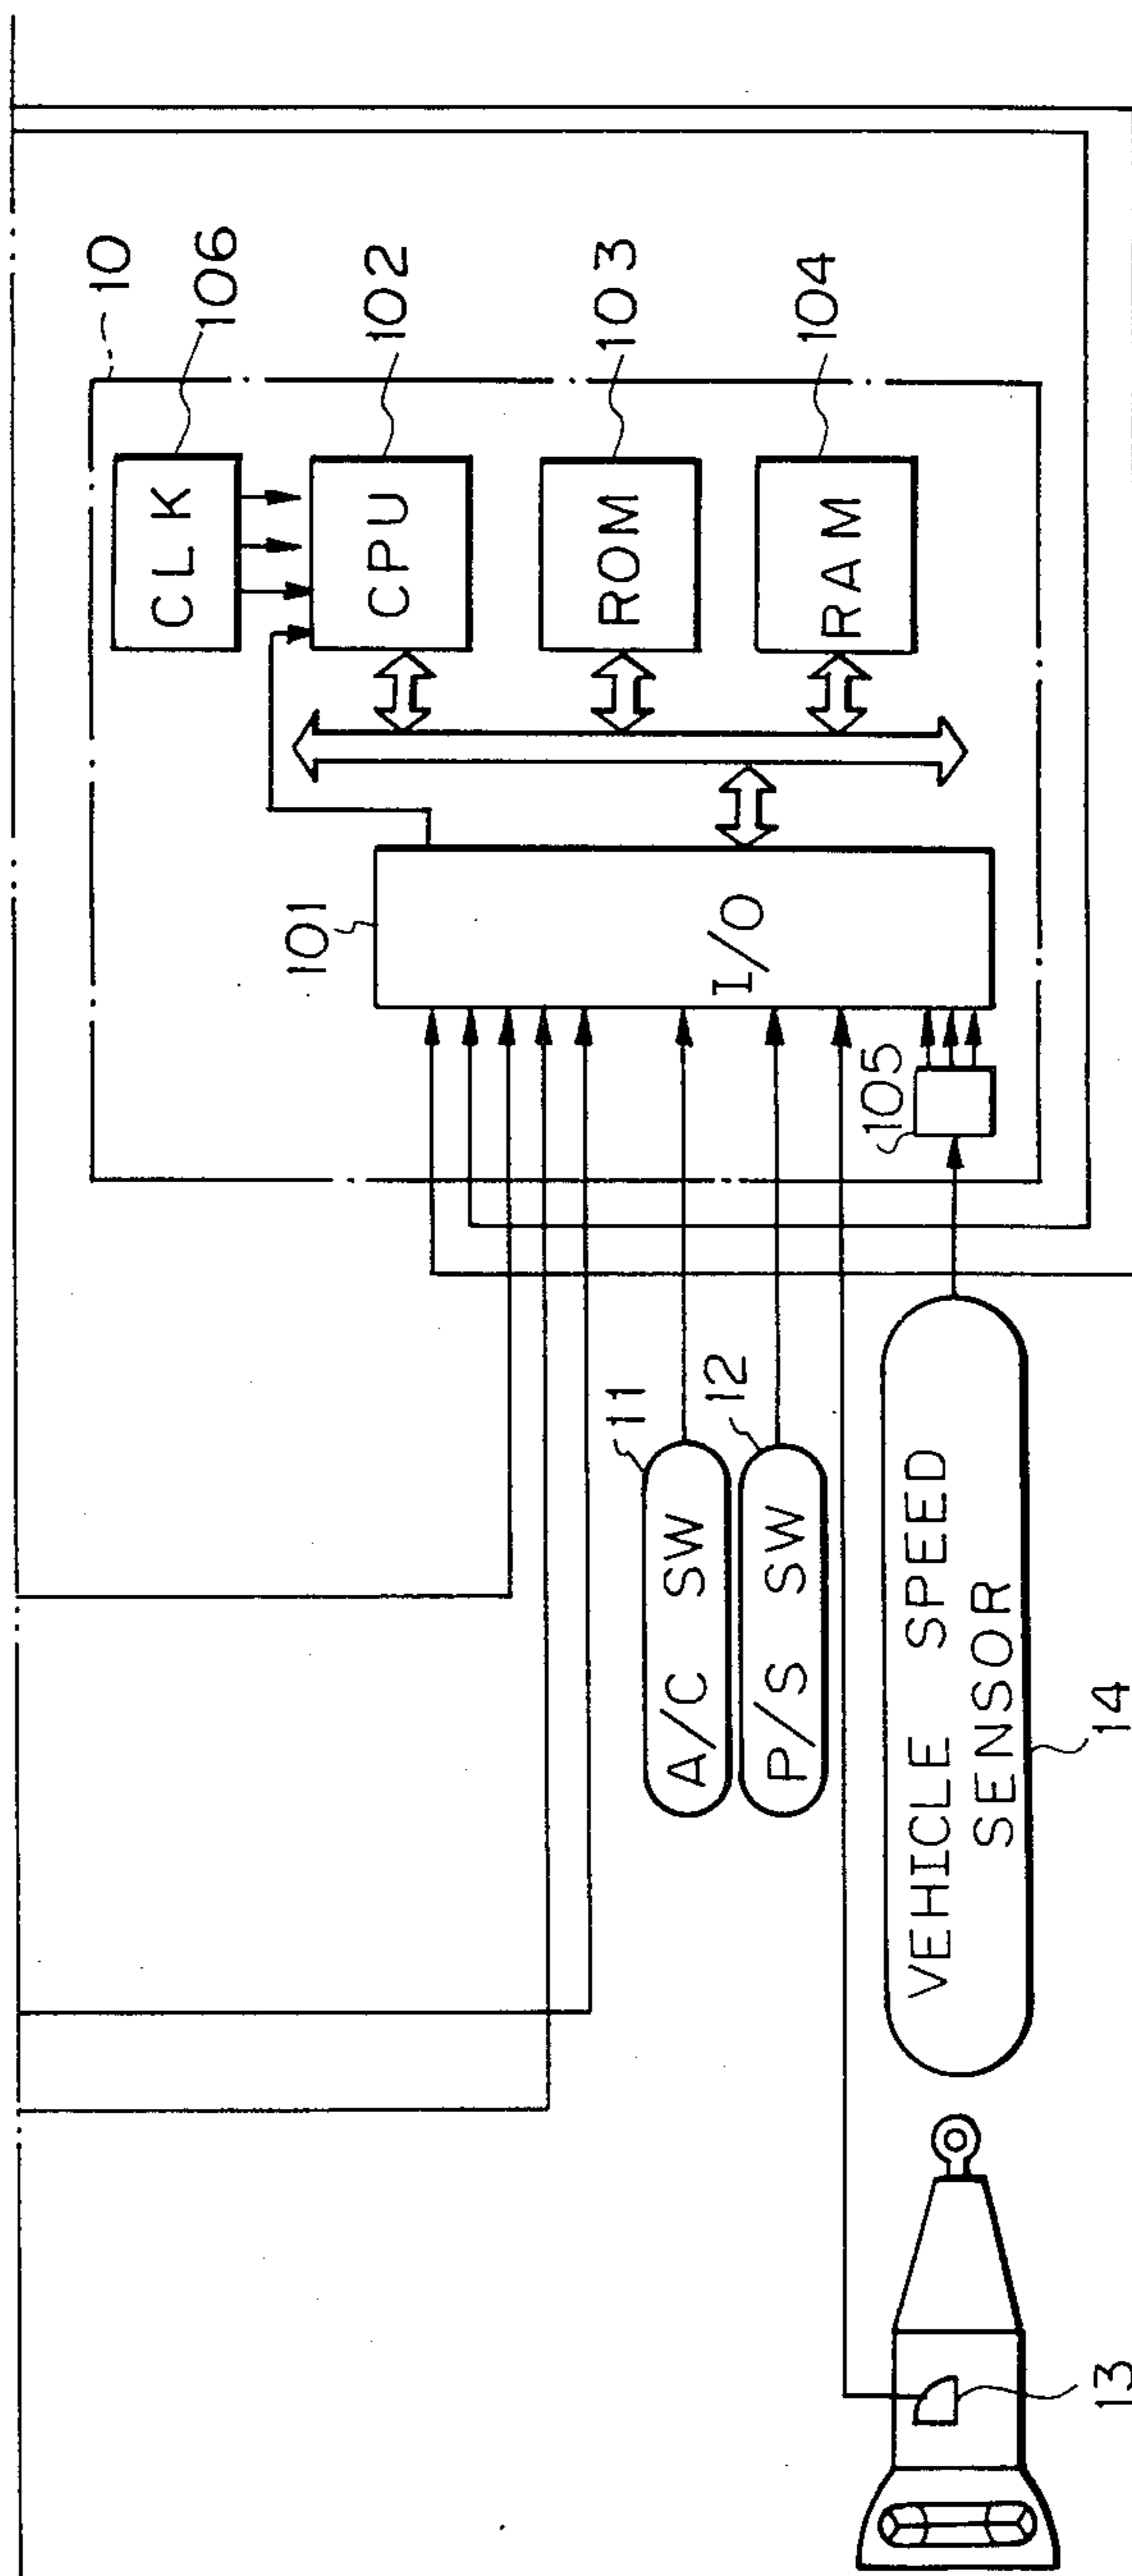 10
106
CLK
102
CPU
103
ROM
104
RAM
101
I/O
105
11
A/C SW
12
P/S SW
VEHICLE SPEED
SENSOR
14
13